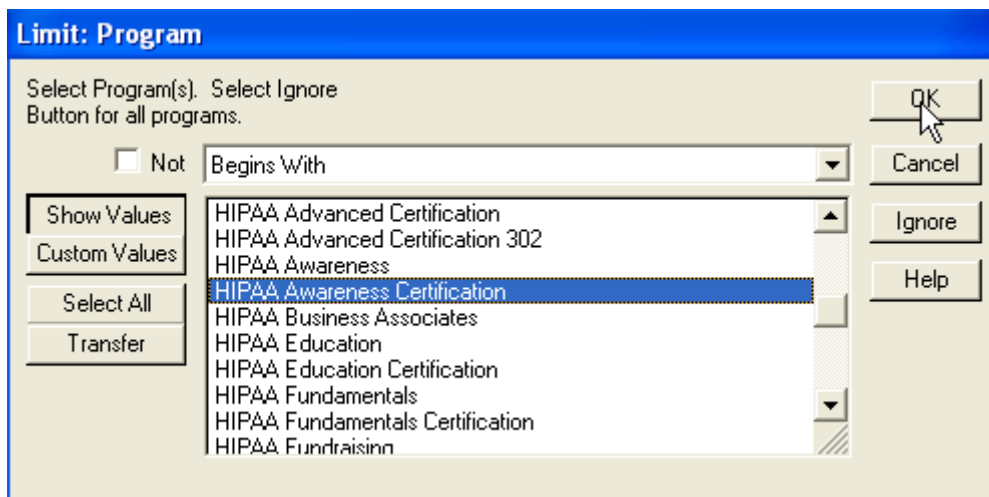 Limit: Program
Select Program(s). Select Ignore
Button for all programs.
OK
Not
Begins With
Cancel
Show Values
Custom Values
Select All
Transfer
HIPAA Advanced Certification
HIPAA Advanced Certification 302
HIPAA Awareness
HIPAA Awareness Certification
HIPAA Business Associates
HIPAA Education
HIPAA Education Certification
HIPAA Fundamentals
HIPAA Fundamentals Certification
HIPAA Fundraising
Ignore
Help